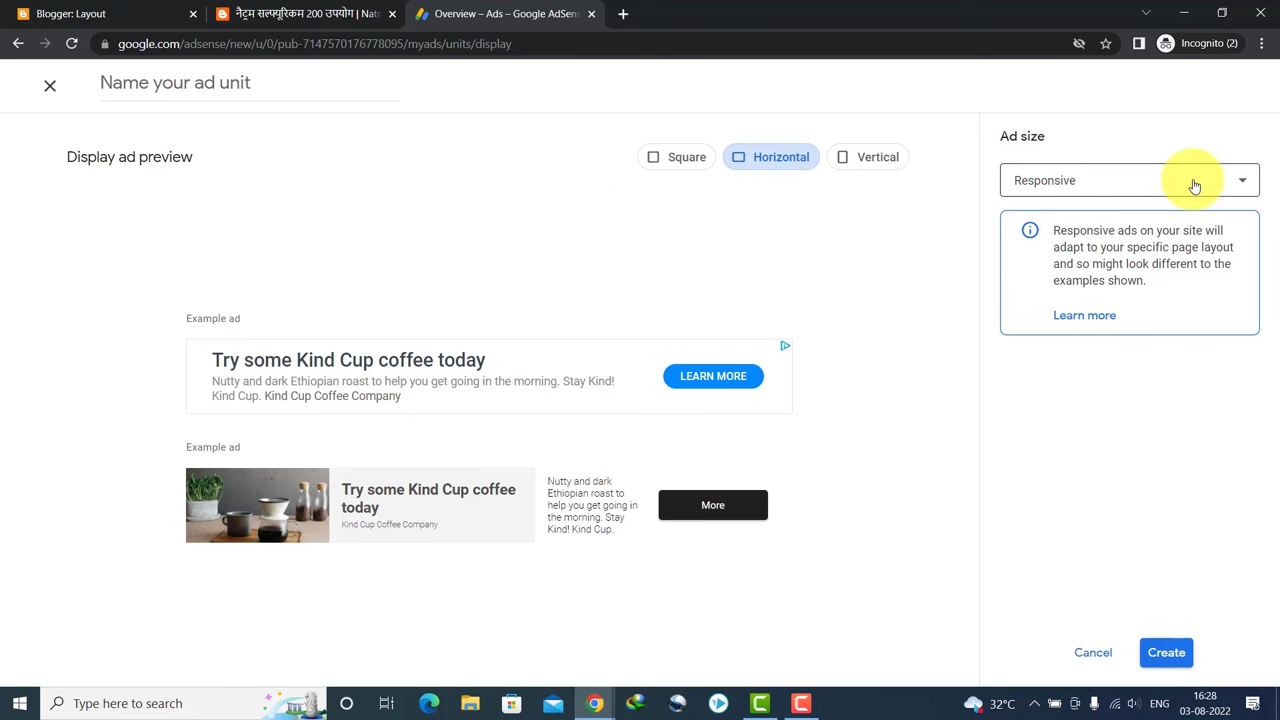 Blogger: Layout
नैट्रम सल्फ्यूरिकम 200 उपयोग | Natr
Overview – Ads – Google AdSens
google.com/adsense/new/u/0/pub-7147570176778095/myads/units/display
Incognito (2)
Name your ad unit
Display ad preview
Square
Horizontal
Vertical
Ad size
Responsive
Responsive ads on your site will
adapt to your specific page layout
and so might look different to the
examples shown.
Learn more
Example ad
Try some Kind Cup coffee today
Nutty and dark Ethiopian roast to help you get going in the morning. Stay Kind!
Kind Cup. Kind Cup Coffee Company
LEARN MORE
Example ad
Try some Kind Cup coffee
today
Kind Cup Coffee Company
Nutty and dark
Ethiopian roast to
help you get going in
the morning. Stay
Kind! Kind Cup.
More
Cancel
Create
Type here to search
32°C
ENG
16:28
03-08-2022